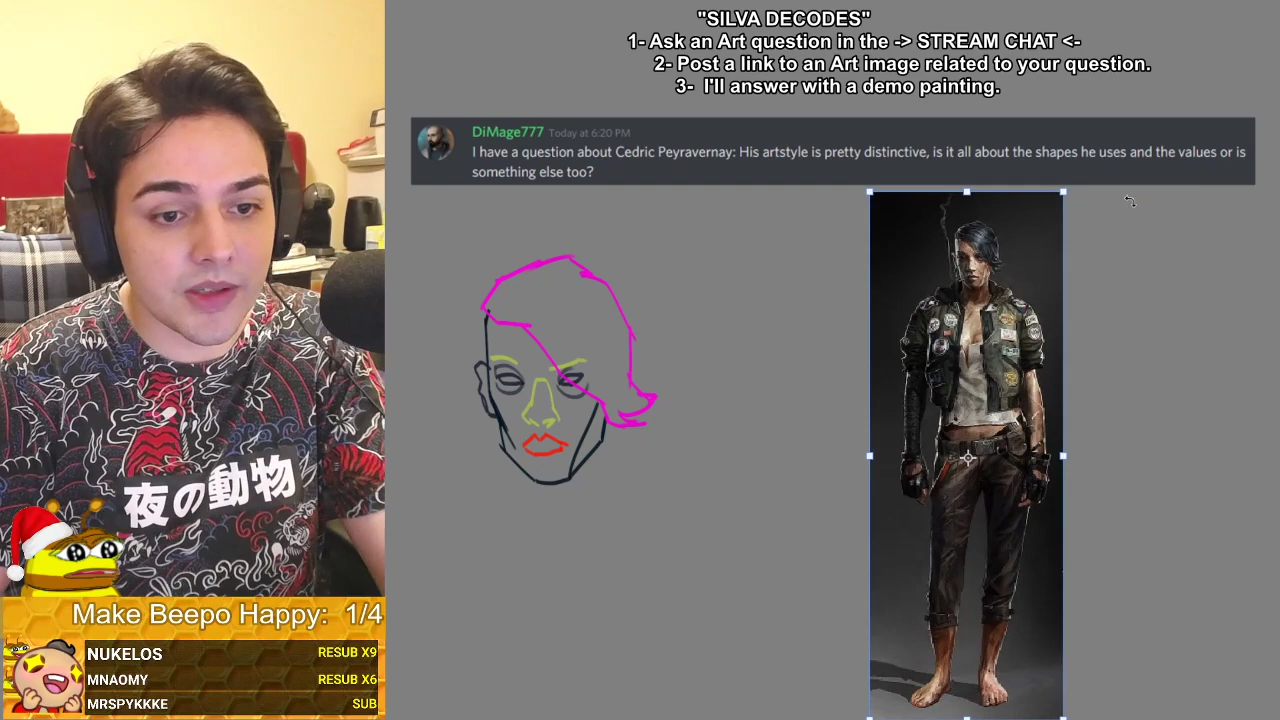 "SILVA DECODES"
1- Ask an Art question in the -> STREAM CHAT <-
2- Post a link to an Art image related to your question.
3- I'll answer with a demo painting.
DiMage777 Today at 6:20 PM
I have a question about Cedric Peyravernay: His artstyle is pretty distinctive, is it all about the shapes he uses and the values or is
something else too?
夜の動物
Make Beepo Happy: 1/4
NUKELOS RESUB X9
MNAOMY RESUB X6
MRSPYKKKE SUB